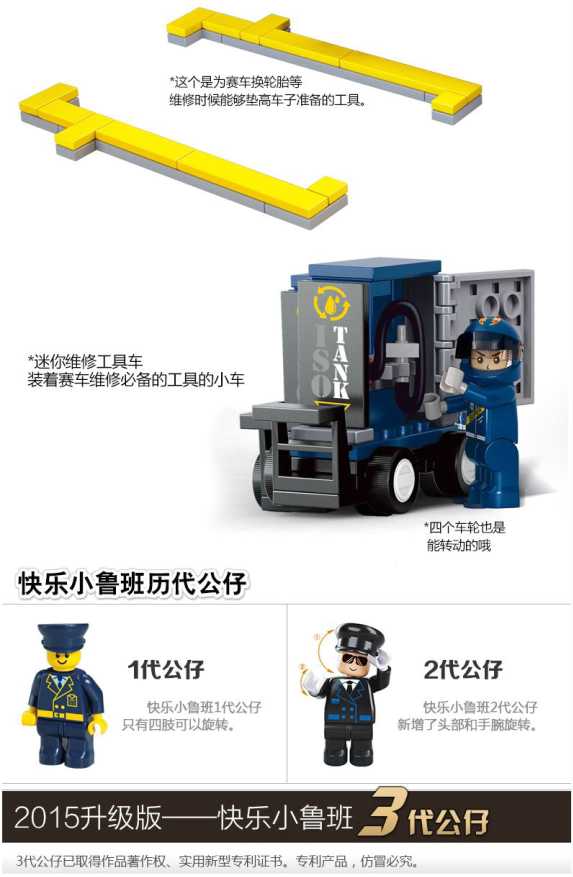 *这个是为赛车换轮胎等
维修时候能够垫高车子准备的工具。
ISO
TANK
*迷你维修工具车
装着赛车维修必备的工具的小车
*四个车轮也是
能转动的哦
快乐小鲁班历代公仔
1代公仔
快乐小鲁班1代公仔
只有四肢可以旋转。
2代公仔
快乐小鲁班2代公仔
新增了头部和手腕旋转。
2015升级版——快乐小鲁班3代公仔
3代公仔已取得作品著作权、实用新型专利证书。专利产品，仿冒必究。